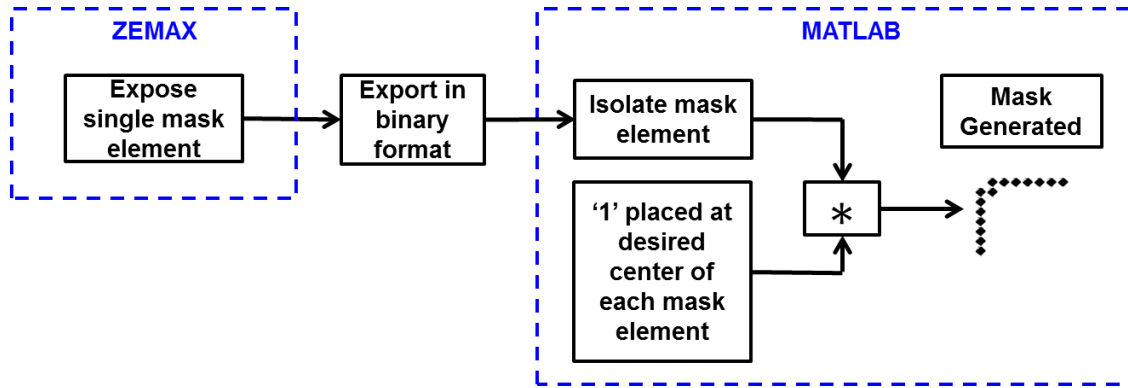 ZEMAX
Expose
single mask
element
Export in
binary
format
MATLAB
Isolate mask
element
‘1’ placed at
desired
center of
each mask
element
*
Mask
Generated